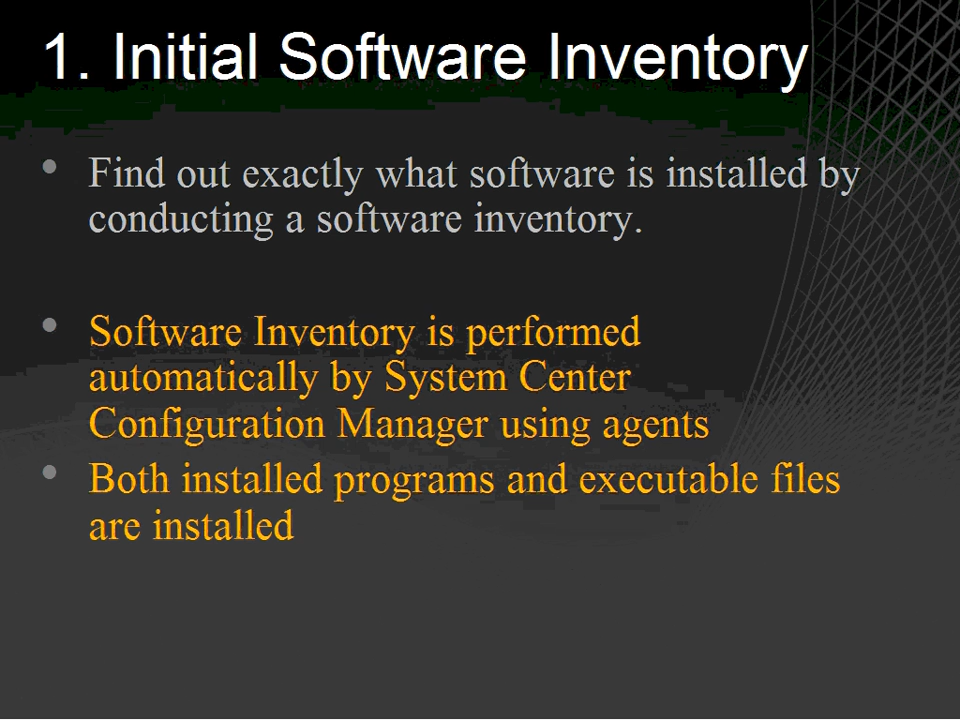 1. Initial Software Inventory
• Find out exactly what software is installed by
conducting a software inventory.
• Software Inventory is performed
automatically by System Center
Configuration Manager using agents
• Both installed programs and executable files
are installed